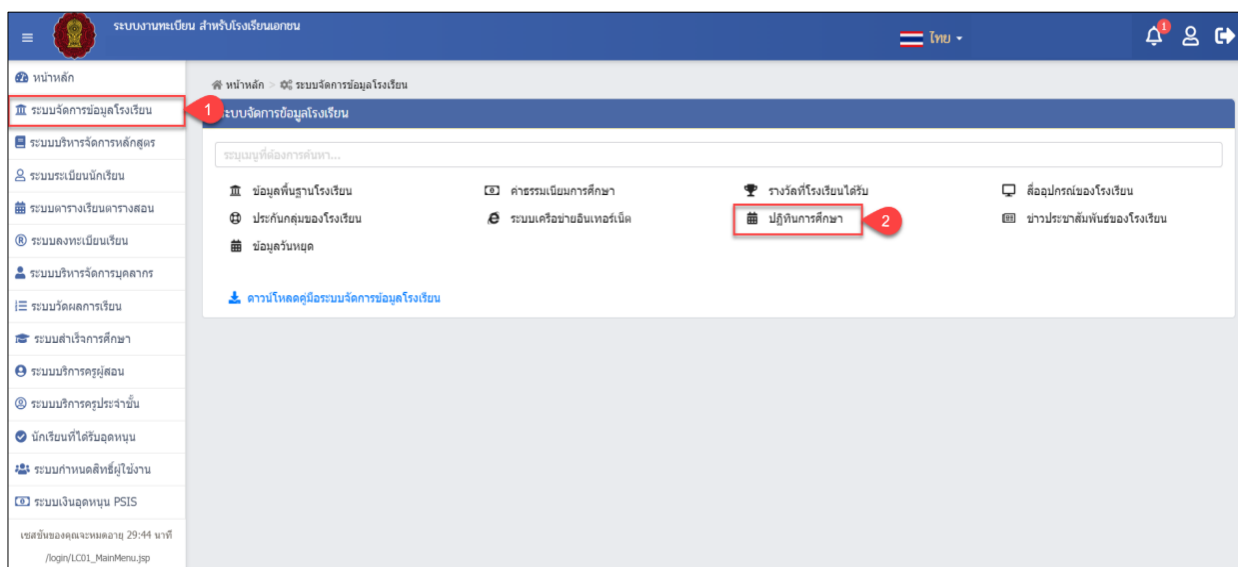 ระบบงานทะเบียน สำหรับโรงเรียนเอกชน
ไทย
1
หน้าหลัก
ระบบจัดการข้อมูลโรงเรียน
ระบบบริหารจัดการหลักสูตร
ระบบระเบียนนักเรียน
ระบบตารางเรียนตารางสอน
ระบบลงทะเบียนเรียน
ระบบบริหารจัดการบุคลากร
ระบบวัดผลการเรียน
ระบบสำเร็จการศึกษา
ระบบบริการครูผู้สอน
ระบบบริการครูประจำชั้น
นักเรียนที่ได้รับอุดหนุน
ระบบกำหนดสิทธิ์ผู้ใช้งาน
ระบบเงินอุดหนุน PSIS
เซสชันของคุณจะหมดอายุ 29:44 นาที
/login/LC01_MainMenu.jsp
1
หน้าหลัก > ระบบจัดการข้อมูลโรงเรียน
ระบบจัดการข้อมูลโรงเรียน
ระบุเมนูที่ต้องการค้นหา...
ข้อมูลพื้นฐานโรงเรียน ค่าธรรมเนียมการศึกษา รางวัลที่โรงเรียนได้รับ สื่ออุปกรณ์ของโรงเรียน
ประกันกลุ่มของโรงเรียน ระบบเครือข่ายอินเทอร์เน็ต ปฏิทินการศึกษา 2 ข่าวประชาสัมพันธ์ของโรงเรียน
ข้อมูลวันหยุด
ดาวน์โหลดคู่มือระบบจัดการข้อมูลโรงเรียน